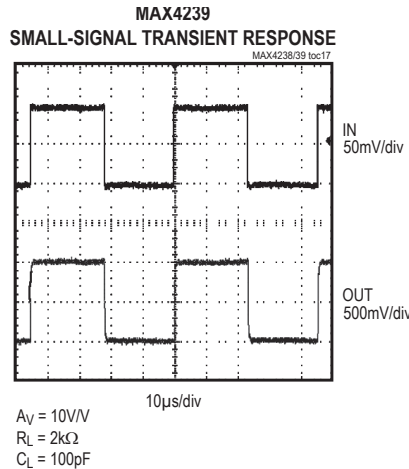 MAX4239
SMALL-SIGNAL TRANSIENT RESPONSE
MAX4238/39 toc17
IN
50mV/div
OUT
500mV/div
10μs/div
AV = 10V/V
RL = 2kΩ
CL = 100pF